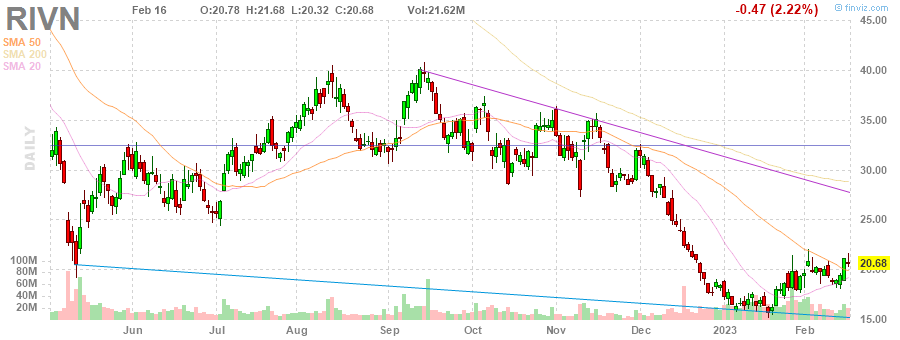 RIVN
Feb 16 O:20.78 H:21.68 L:20.32 C:20.68 Vol:21.62M -0.47 (2.22%) finviz.com
SMA 50
SMA 200
SMA 20
DAILY
45.00
40.00
35.00
30.00
25.00
20.68
20.00
15.00
100M
80M
60M
40M
20M
Jun Jul Aug Sep Oct Nov Dec 2023 Feb